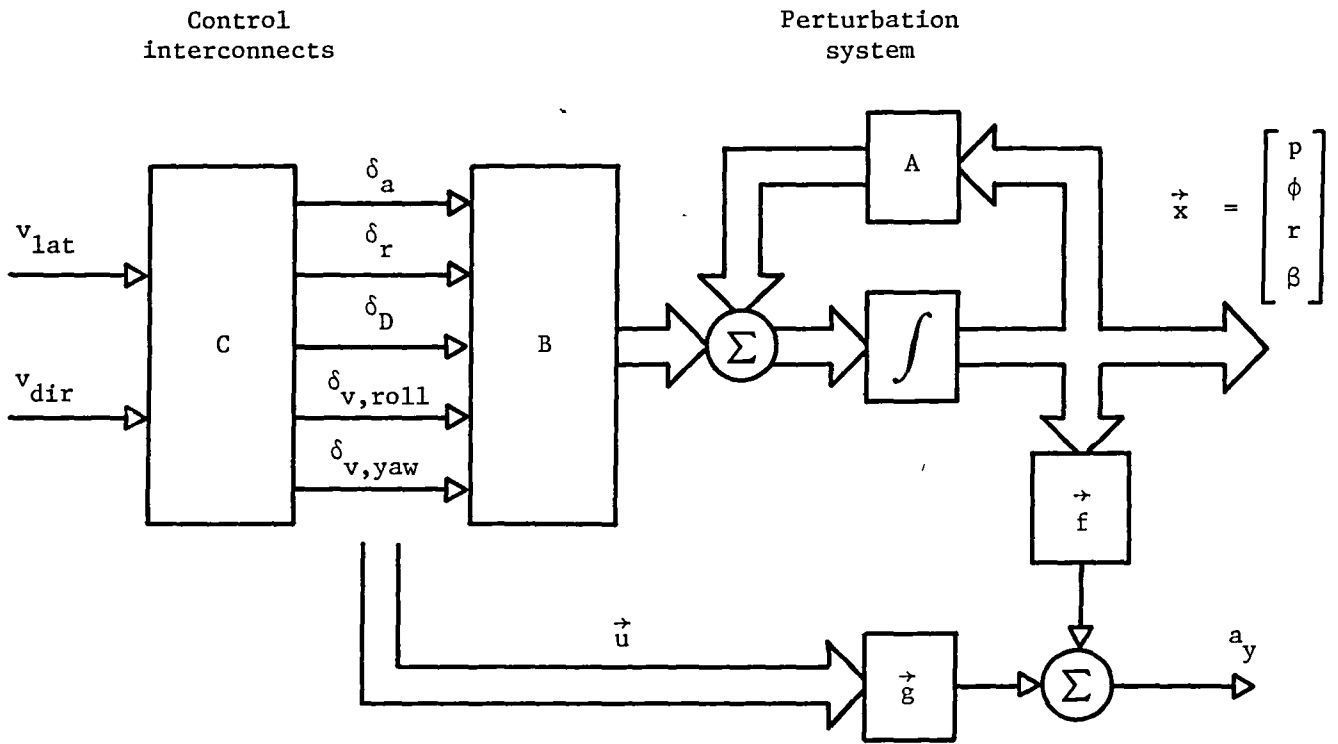 Control
interconnects
Perturbation
system
v_lat
v_dir
C
δ_a
δ_r
δ_D
δ_v,roll
δ_v,yaw
B
A
Σ
∫
x⃗ = [p φ r β]
f⃗
u⃗
g⃗
Σ
a_y